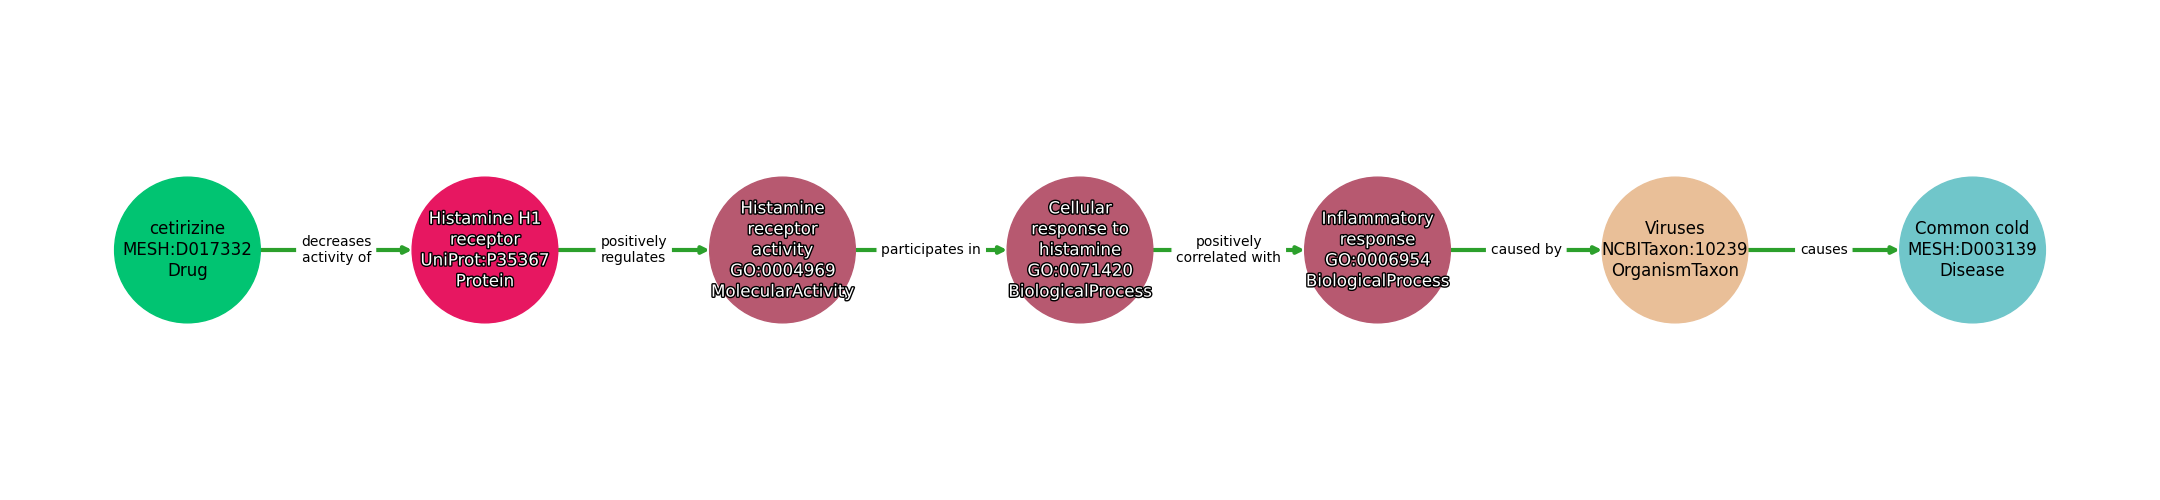 cetirizine
MESH:D017332
Drug
decreases
activity of
Histamine H1
receptor
UniProt:P35367
Protein
positively
regulates
Histamine
receptor
activity
GO:0004969
MolecularActivity
participates in
Cellular
response to
histamine
GO:0071420
BiologicalProcess
positively
correlated with
Inflammatory
response
GO:0006954
BiologicalProcess
caused by
Viruses
NCBITaxon:10239
OrganismTaxon
causes
Common cold
MESH:D003139
Disease